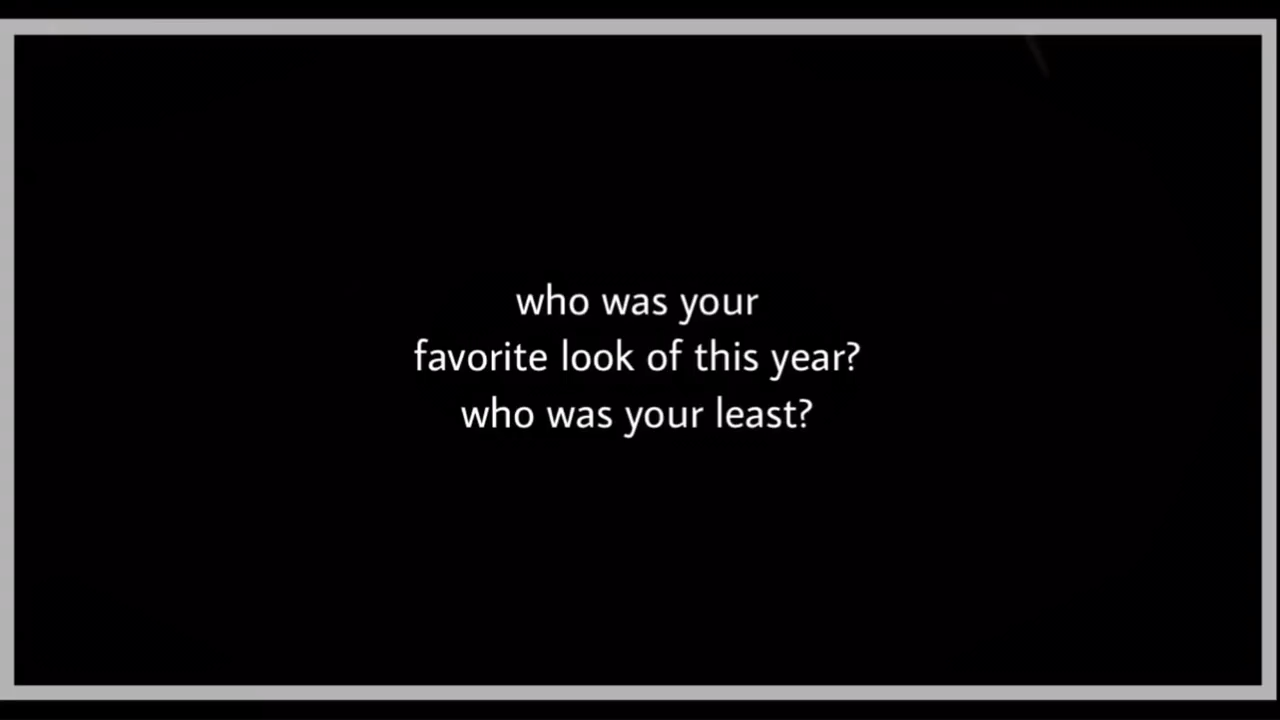 who was your
favorite look of this year?
who was your least?